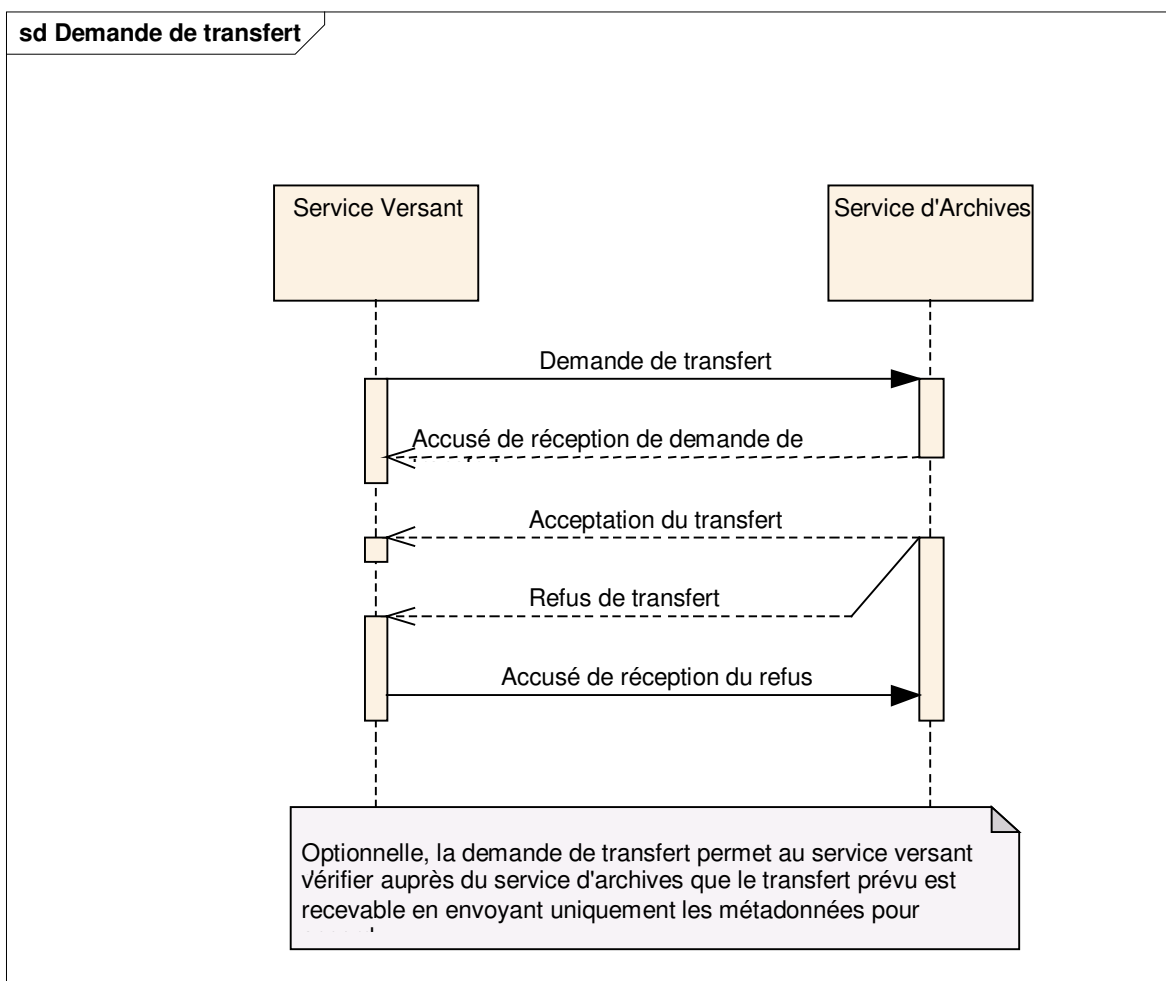 sd Demande de transfert
Service Versant
Service d'Archives
Demande de transfert
Accusé de réception de demande de
Acceptation du transfert
Refus de transfert
Accusé de réception du refus
Optionnelle, la demande de transfert permet au service versant
vérifier auprès du service d'archives que le transfert prévu est
recevable en envoyant uniquement les métadonnées pour